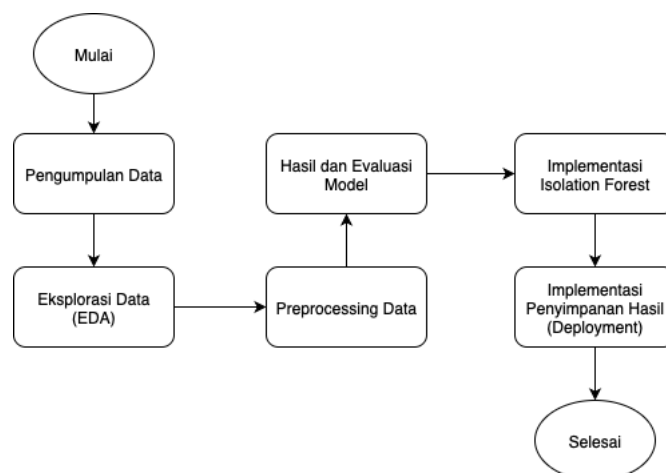 Mulai
Pengumpulan Data
Eksplorasi Data
(EDA)
Preprocessing Data
Hasil dan Evaluasi
Model
Implementasi
Isolation Forest
Implementasi
Penyimpanan Hasil
(Deployment)
Selesai